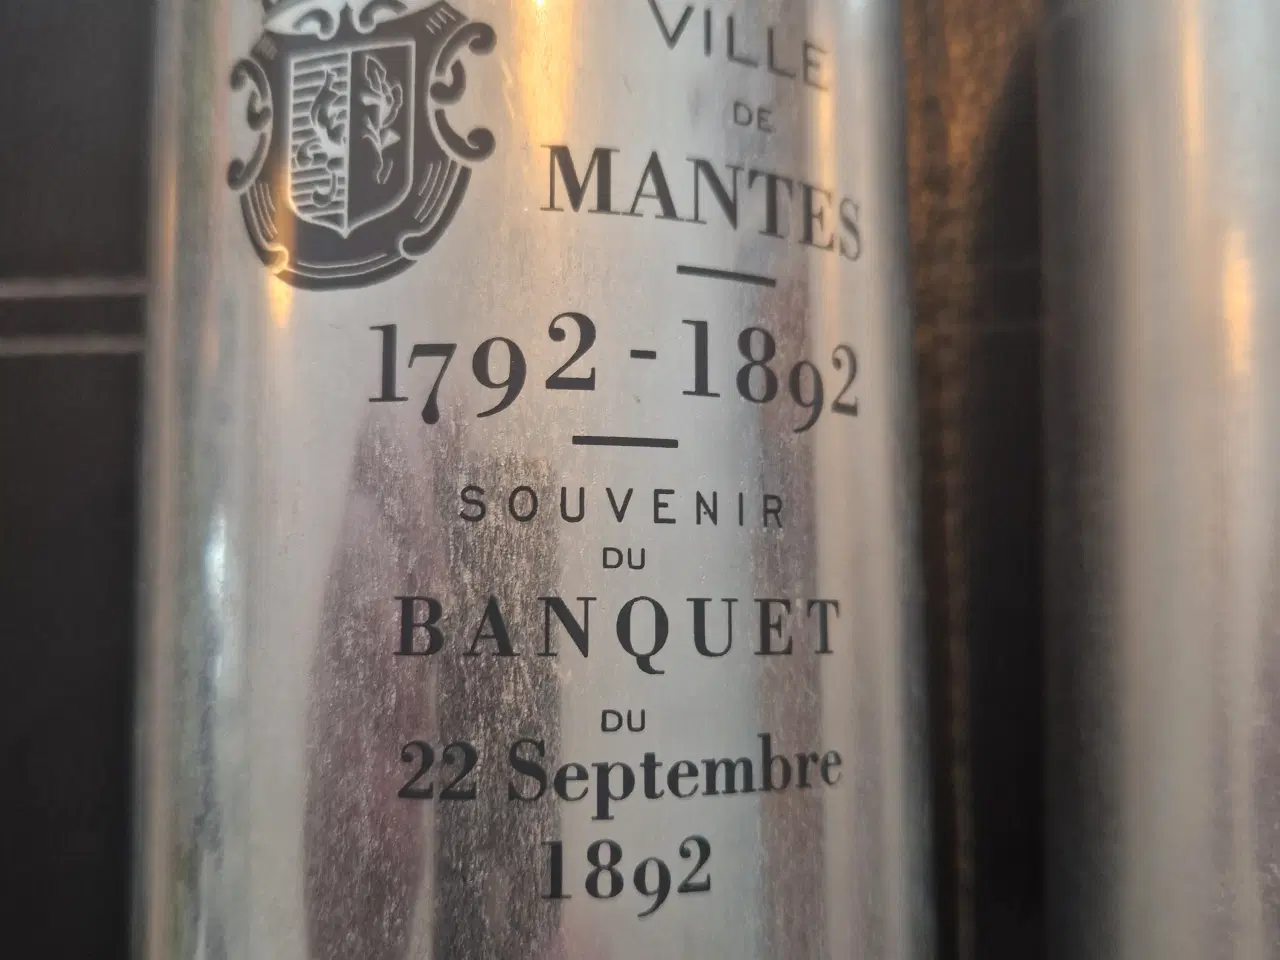 VILLE
DE
MANTES
1792-1892
SOUVENIR
DU
BANQUET
DU
22 Septembre
1892